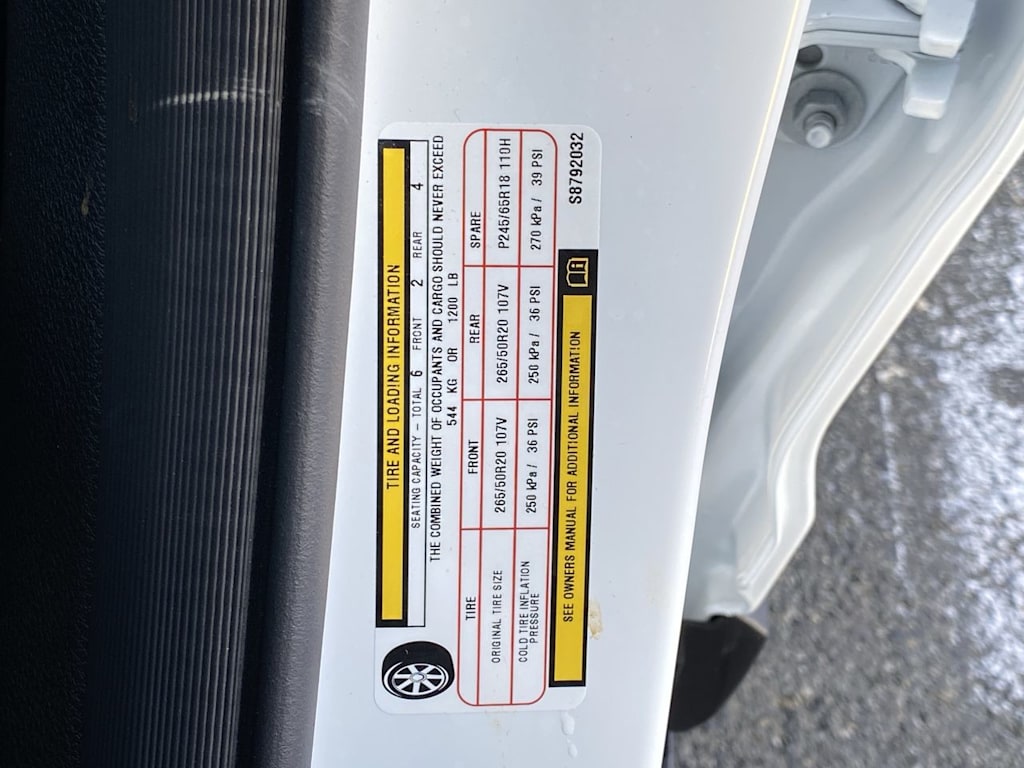 TIRE AND LOADING INFORMATION
SEATING CAPACITY – TOTAL 6 FRONT 2 REAR 4
THE COMBINED WEIGHT OF OCCUPANTS AND CARGO SHOULD NEVER EXCEED
544 KG OR 1200 LB
TIRE FRONT REAR SPARE
ORIGINAL TIRE SIZE 265/50R20 107V 265/50R20 107V P245/65R18 110H
COLD TIRE INFLATION
PRESSURE 250 kPa / 36 PSI 250 kPa / 36 PSI 270 kPa / 39 PSI
SEE OWNERS MANUAL FOR ADDITIONAL INFORMATION
S8792032